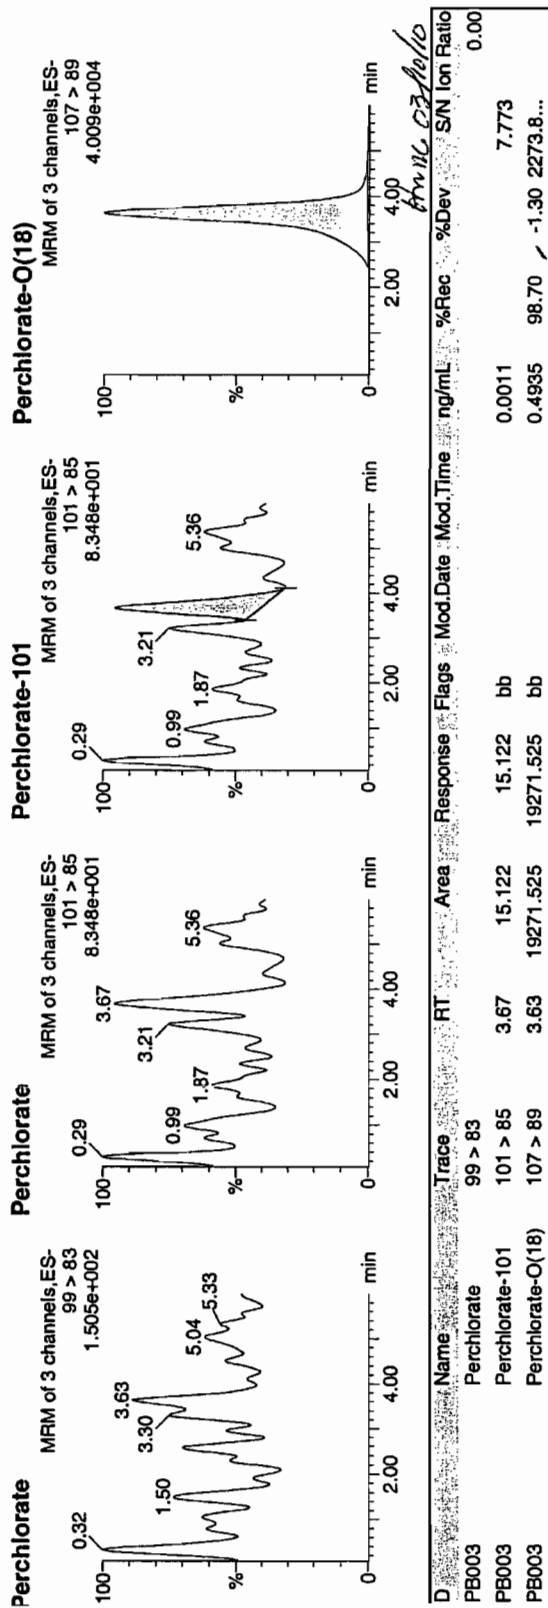 Perchlorate
MRM of 3 channels,ES-
99 > 83
1.505e+002
100
%
0
0.32
1.50
3.30
3.63
5.04
5.33
2.00
4.00
min
Perchlorate
MRM of 3 channels,ES-
101 > 85
8.348e+001
100
%
0
0.29
0.99
1.87
3.21
3.67
5.36
2.00
4.00
min
Perchlorate-101
MRM of 3 channels,ES-
101 > 85
8.348e+001
100
%
0
0.29
0.99
1.87
3.21
5.36
2.00
4.00
min
Perchlorate-O(18)
MRM of 3 channels,ES-
107 > 89
4.009e+004
100
%
0
2.00
4.00
min
03/10/10
D Name Trace RT Area Response Flags Mod.Date Mod.Time ng/mL %Rec %Dev S/N Ion Ratio
PB003 Perchlorate 99 > 83 0.00
PB003 Perchlorate-101 101 > 85 3.67 15.122 15.122 bb 0.0011 7.773
PB003 Perchlorate-O(18) 107 > 89 3.63 19271.525 19271.525 bb 0.4935 98.70 -1.30 2273.8...